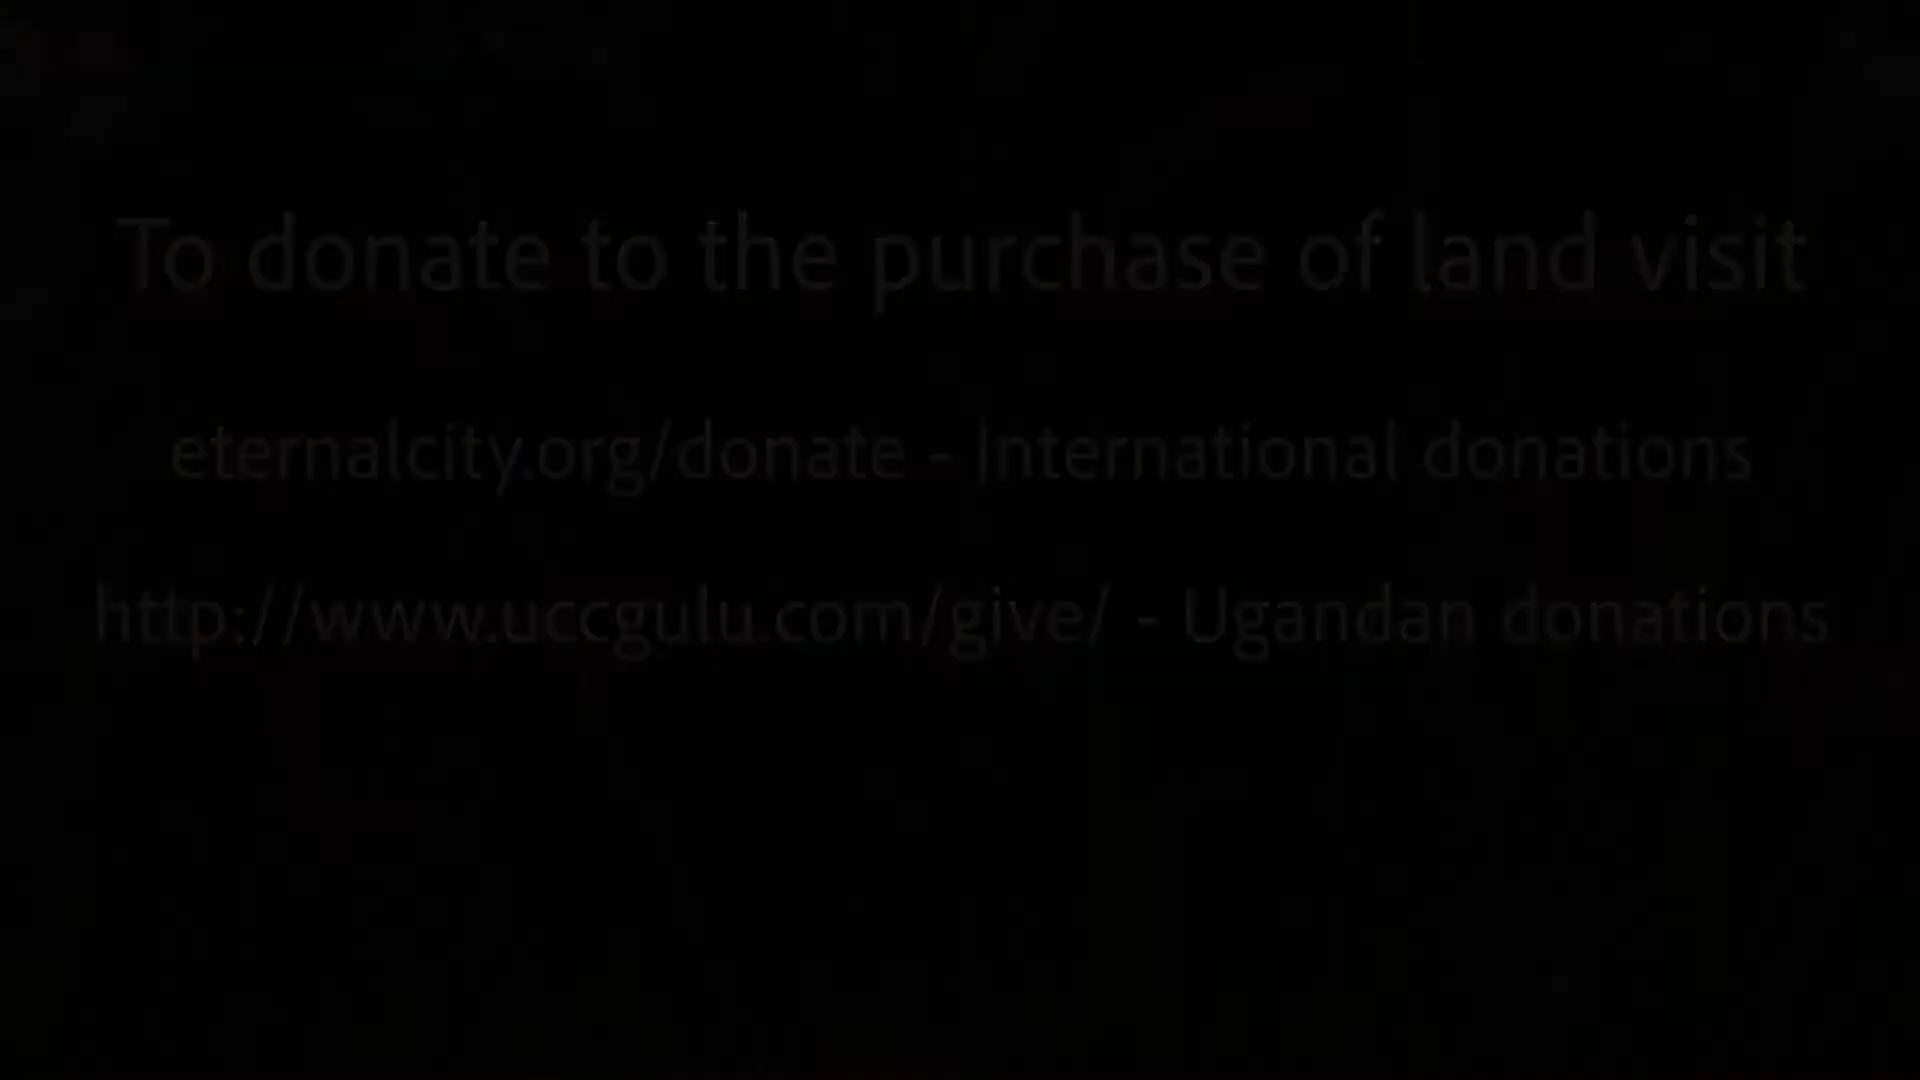 To donate to the purchase of land visit
eternalcity.org/donate - International donations
http://www.uccgulu.com/give/ - Ugandan donations